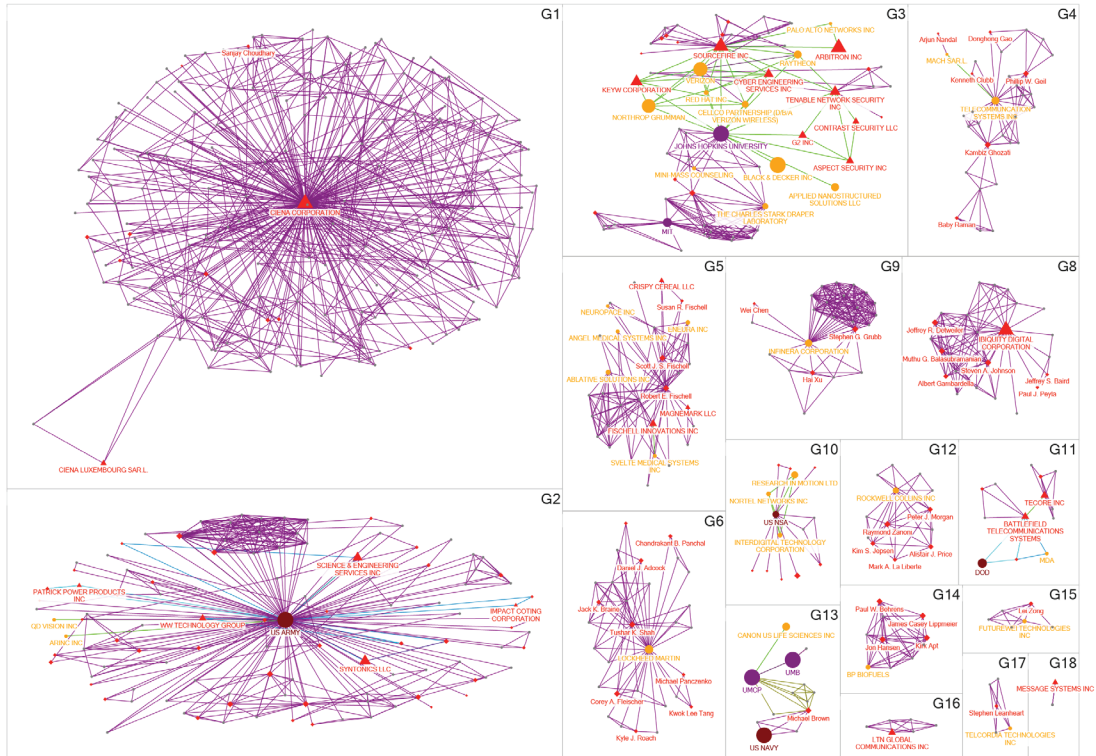 G1
Sanjay Choudhary
CIENA CORPORATION
CIENA LUXEMBOURG SAR.L.
G2
SCIENCE & ENGINEERING
SERVICES INC
PATRICK POWER PRODUCTS
INC
IMPACT COTING
CORPORATION
WW TECHNOLOGY GROUP
QD VISION INC
US ARMY
ARINC INC
SYNTONICS LLC
G3
PALO ALTO NETWORKS INC
SOURCEFIRE INC
ARBITRON INC
RAYTHEON
VERIZON
CYBER ENGINEERING
SERVICES INC
KEYW CORPORATION
TENABLE NETWORK SECURITY
INC
RED HAT INC
CELLCO PARTNERSHIP (D/B/A
VERIZON WIRELESS)
NORTHROP GRUMMAN
CONTRAST SECURITY LLC
G2 INC
JOHNS HOPKINS UNIVERSITY
ASPECT SECURITY INC
MINI-MASS COUNSELING
BLACK & DECKER INC
APPLIED NANOSTRUCTURED
SOLUTIONS LLC
THE CHARLES STARK DRAPER
LABORATORY
MIT
G4
Arjun Nandal
Donghong Gao
MACH SAR.L.
Kenneth Clubb
Phillip W. Geil
TELECOMMUNICATION
SYSTEMS INC
Kambiz Ghozati
Baby Raman
G5
CRISPY CEREAL LLC
Susan R. Fischell
NEUROPACE INC
ENEURA INC
ANGEL MEDICAL SYSTEMS INC
Scott J. S. Fischell
ABLATIVE SOLUTIONS INC
Robert E. Fischell
MAGNEMARK LLC
FISCHELL INNOVATIONS INC
SVELTE MEDICAL SYSTEMS
INC
G9
Wei Chen
Stephen G. Grubb
INFINERA CORPORATION
Hai Xu
G8
Jeffrey R. Detweiler
IBIQUITY DIGITAL
CORPORATION
Muthu G. Balasubramanian
Steven A. Johnson
Albert Gambardella
Jeffrey S. Baird
Paul J. Peyla
G6
Chandrakant B. Panchal
Daniel J. Adcock
Jack K. Braine
Tushar K. Shah
LOCKHEED MARTIN
Michael Panczenko
Corey A. Fleischer
Kwok Lee Tang
Kyle J. Roach
G10
RESEARCH IN MOTION LTD
NORTEL NETWORKS INC
US NSA
INTERDIGITAL TECHNOLOGY
CORPORATION
G12
ROCKWELL COLLINS INC
Peter J. Morgan
Raymond Zanoni
Kim S. Jepsen
Alistair J. Price
Mark A. La Liberte
G11
TECORE INC
BATTLEFIELD
TELECOMMUNICATIONS
SYSTEMS
MDA
DOD
G13
CANON US LIFE SCIENCES INC
UMB
UMCP
Michael Brown
US NAVY
G14
Paul W. Behrens
James Casey Lippmeier
Jon Hansen
Kirk Apt
BP BIOFUELS
G15
Lei Zong
FUTUREWEI TECHNOLOGIES
INC
G16
LTN GLOBAL
COMMUNICATIONS INC
G17
Stephen Leanheart
TELCORDIA TECHNOLOGIES
INC
G18
MESSAGE SYSTEMS INC